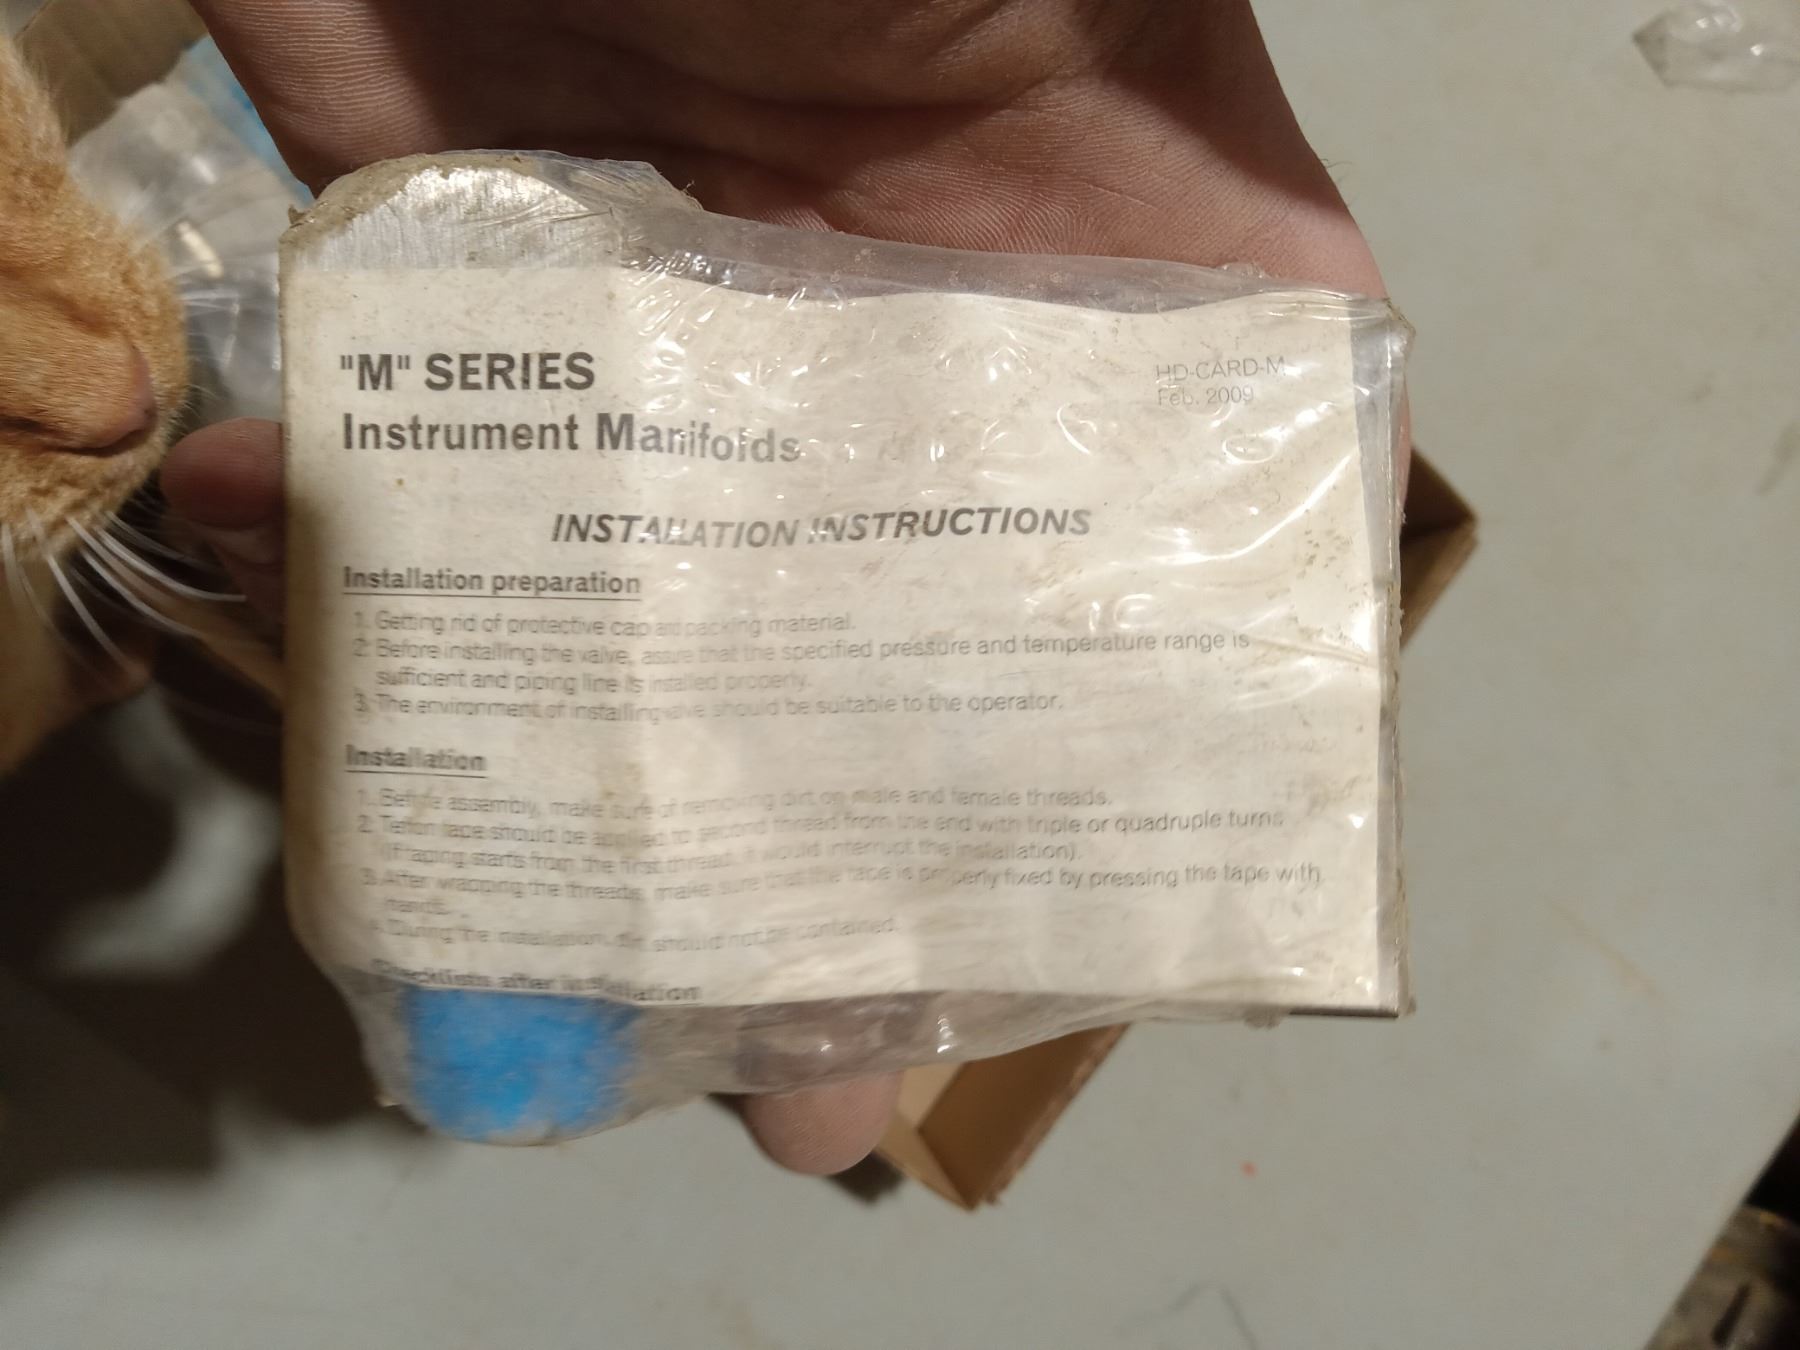 "M" SERIES
Instrument Manifolds
HD-CARD-M
Feb. 2009
INSTALLATION INSTRUCTIONS
Installation preparation
1. Getting rid of protective cap and packing material.
2. Before installing the valve, assure that the specified pressure and temperature range is
sufficient and piping line is installed properly.
3. The environment of installing valve should be suitable to the operator.
Installation
1. Before assembly, make sure of removing dirt on male and female threads.
2. Teflon tape should be applied to second thread from the end with triple or quadruple turns
(If taping starts from the first thread, it would interrupt the installation).
3. After wrapping the threads, make sure that the tape is properly fixed by pressing the tape with
hands.
4. During the installation, dirt should not be contained.
Checklists after installation